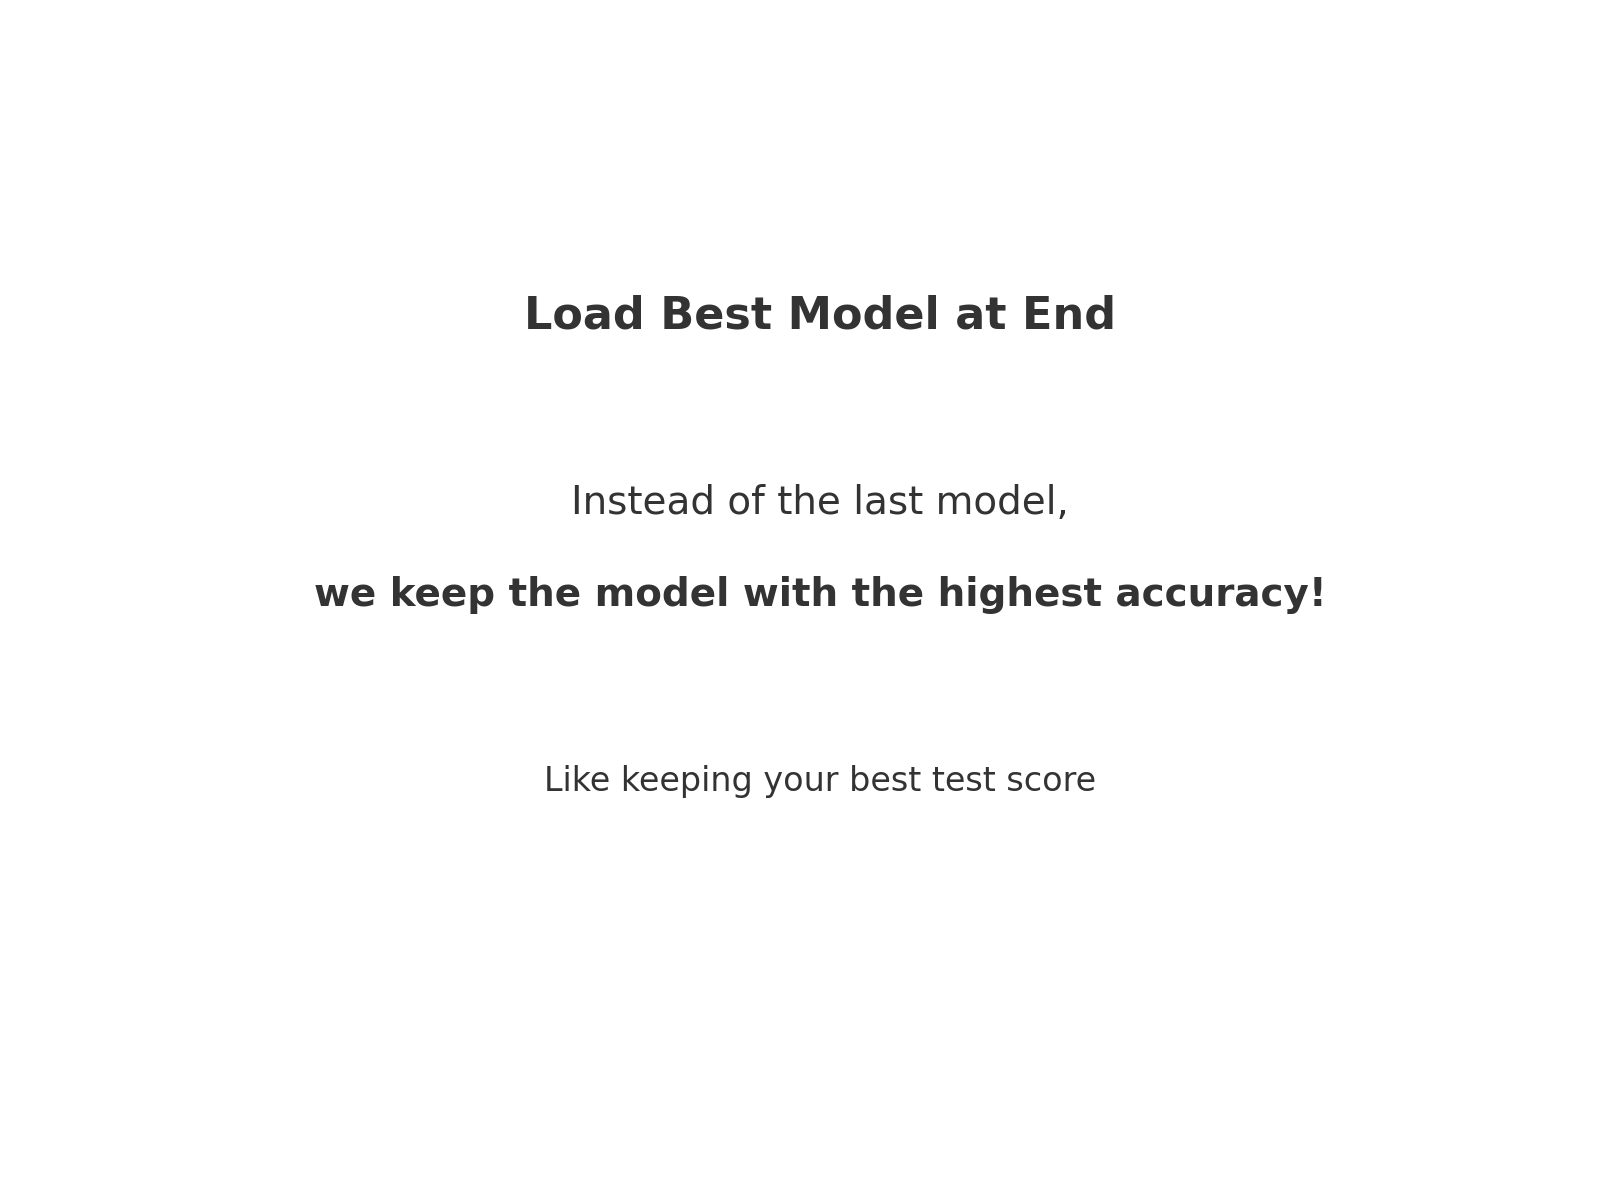 Load Best Model at End
Instead of the last model,
we keep the model with the highest accuracy!
Like keeping your best test score